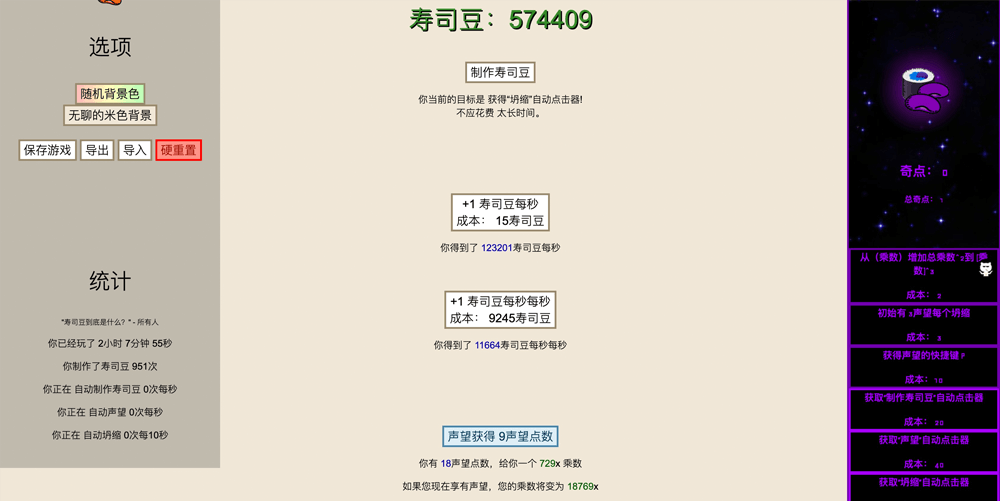 选项
随机背景色
无聊的米色背景
保存游戏 导出 导入 硬重置
统计
"寿司豆到底是什么？" - 所有人
你已经玩了 2小时 7分钟 55秒
你制作了寿司豆 951次
你正在 自动制作寿司豆 0次每秒
你正在 自动声望 0次每秒
你正在 自动坍缩 0次每10秒
寿司豆：574409
制作寿司豆
你当前的目标是 获得“坍缩”自动点击器!
不应花费 太长时间。
+1 寿司豆每秒
成本： 15寿司豆
你得到了 123201寿司豆每秒
+1 寿司豆每秒每秒
成本： 9245寿司豆
你得到了 11664寿司豆每秒每秒
声望获得 9声望点数
你有 18声望点数，给你一个 729x 乘数
如果您现在享有声望，您的乘数将变为 18769x
奇点： 0
总奇点： 1
从（乘数）增加总乘数^2到 [乘
数]^3
成本： 2
初始有 3声望每个坍缩
成本： 3
获得声望的快捷键 P
成本： 10
获取“制作寿司豆”自动点击器
成本： 20
获取“声望”自动点击器
成本： 40
获取“坍缩”自动点击器